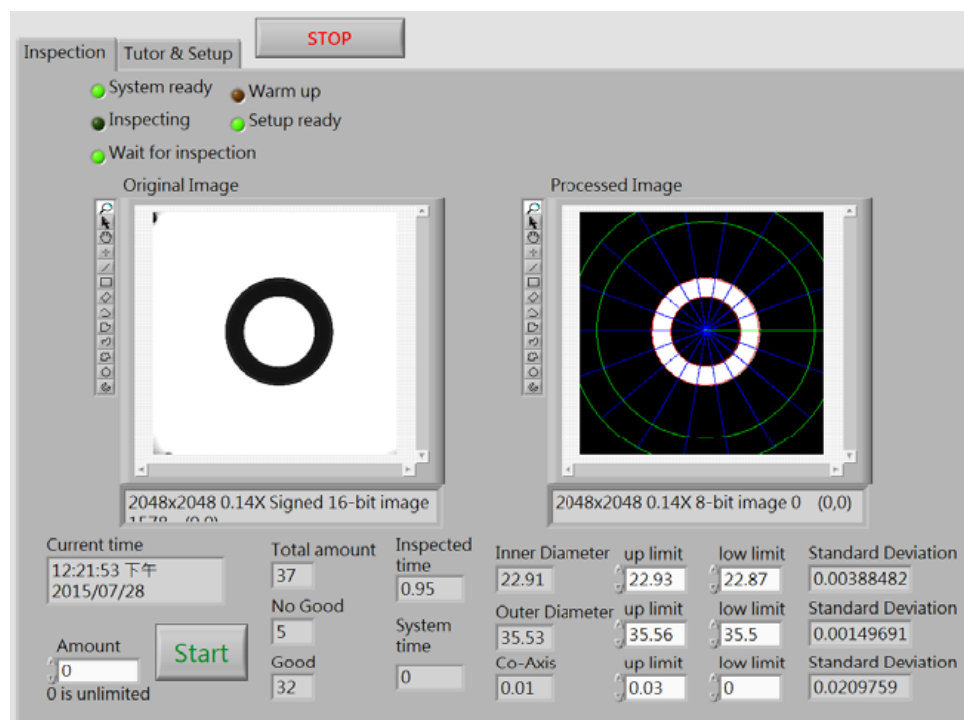 STOP
Inspection
Tutor & Setup
System ready
Warm up
Inspecting
Setup ready
Wait for inspection
Original Image
Processed Image
2048x2048 0.14X Signed 16-bit image
2048x2048 0.14X 8-bit image 0 (0,0)
Current time
12:21:53 下午
2015/07/28
Amount
0
0 is unlimited
Start
Total amount
37
No Good
5
Good
32
Inspected
time
0.95
System
time
0
Inner Diameter up limit low limit Standard Deviation
22.91 22.93 22.87 0.00388482
Outer Diameter up limit low limit Standard Deviation
35.53 35.56 35.5 0.00149691
Co-Axis up limit low limit Standard Deviation
0.01 0.03 0 0.0209759